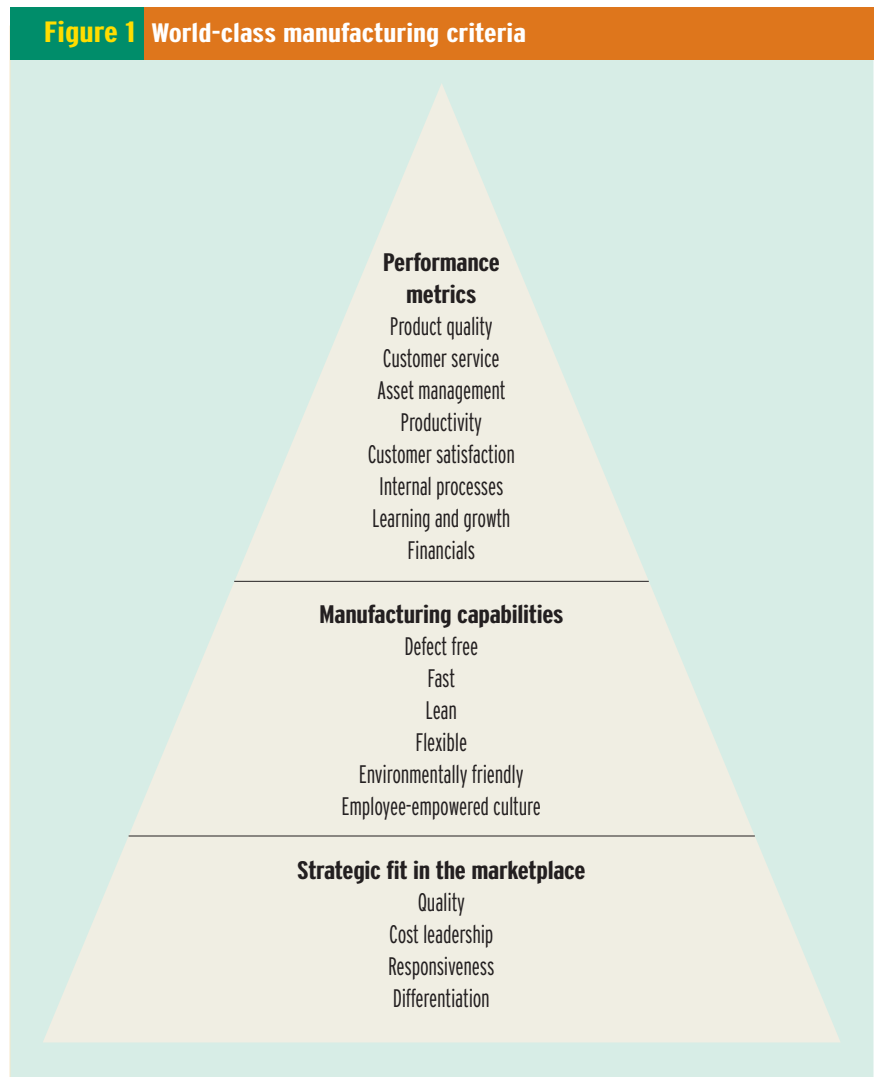 Figure 1 World-class manufacturing criteria
Performance
metrics
Product quality
Customer service
Asset management
Productivity
Customer satisfaction
Internal processes
Learning and growth
Financials
Manufacturing capabilities
Defect free
Fast
Lean
Flexible
Environmentally friendly
Employee-empowered culture
Strategic fit in the marketplace
Quality
Cost leadership
Responsiveness
Differentiation